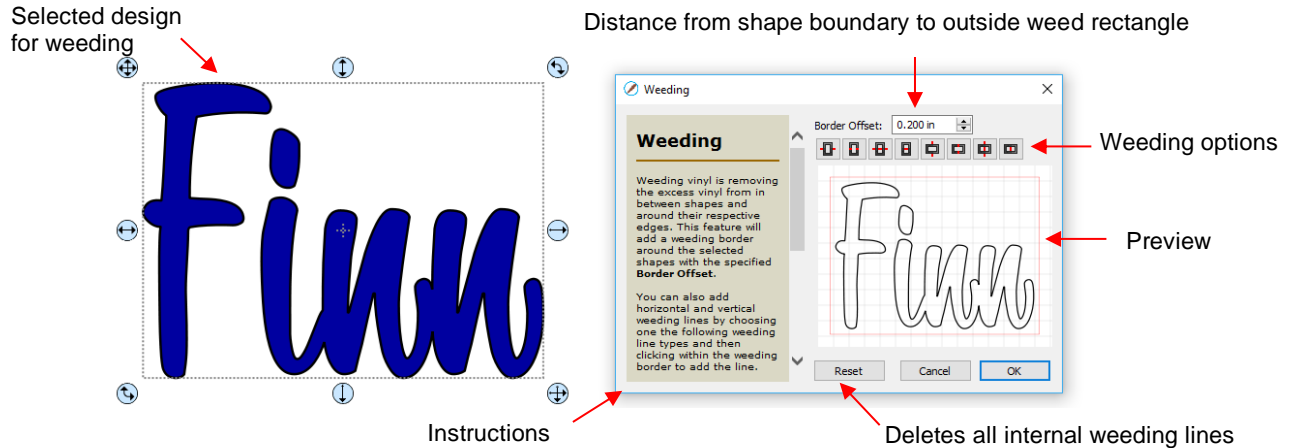 Selected design
for weeding
Distance from shape boundary to outside weed rectangle
Finn
Weeding
Border Offset: 0.200 in
Weeding
Weeding vinyl is removing
the excess vinyl from in
between shapes and
around their respective
edges. This feature will
add a weeding border
around the selected
shapes with the specified
Border Offset.
You can also add
horizontal and vertical
weeding lines by choosing
one the following weeding
line types and then
clicking within the weeding
border to add the line.
Weeding options
Finn
Preview
Reset Cancel OK
Instructions
Deletes all internal weeding lines